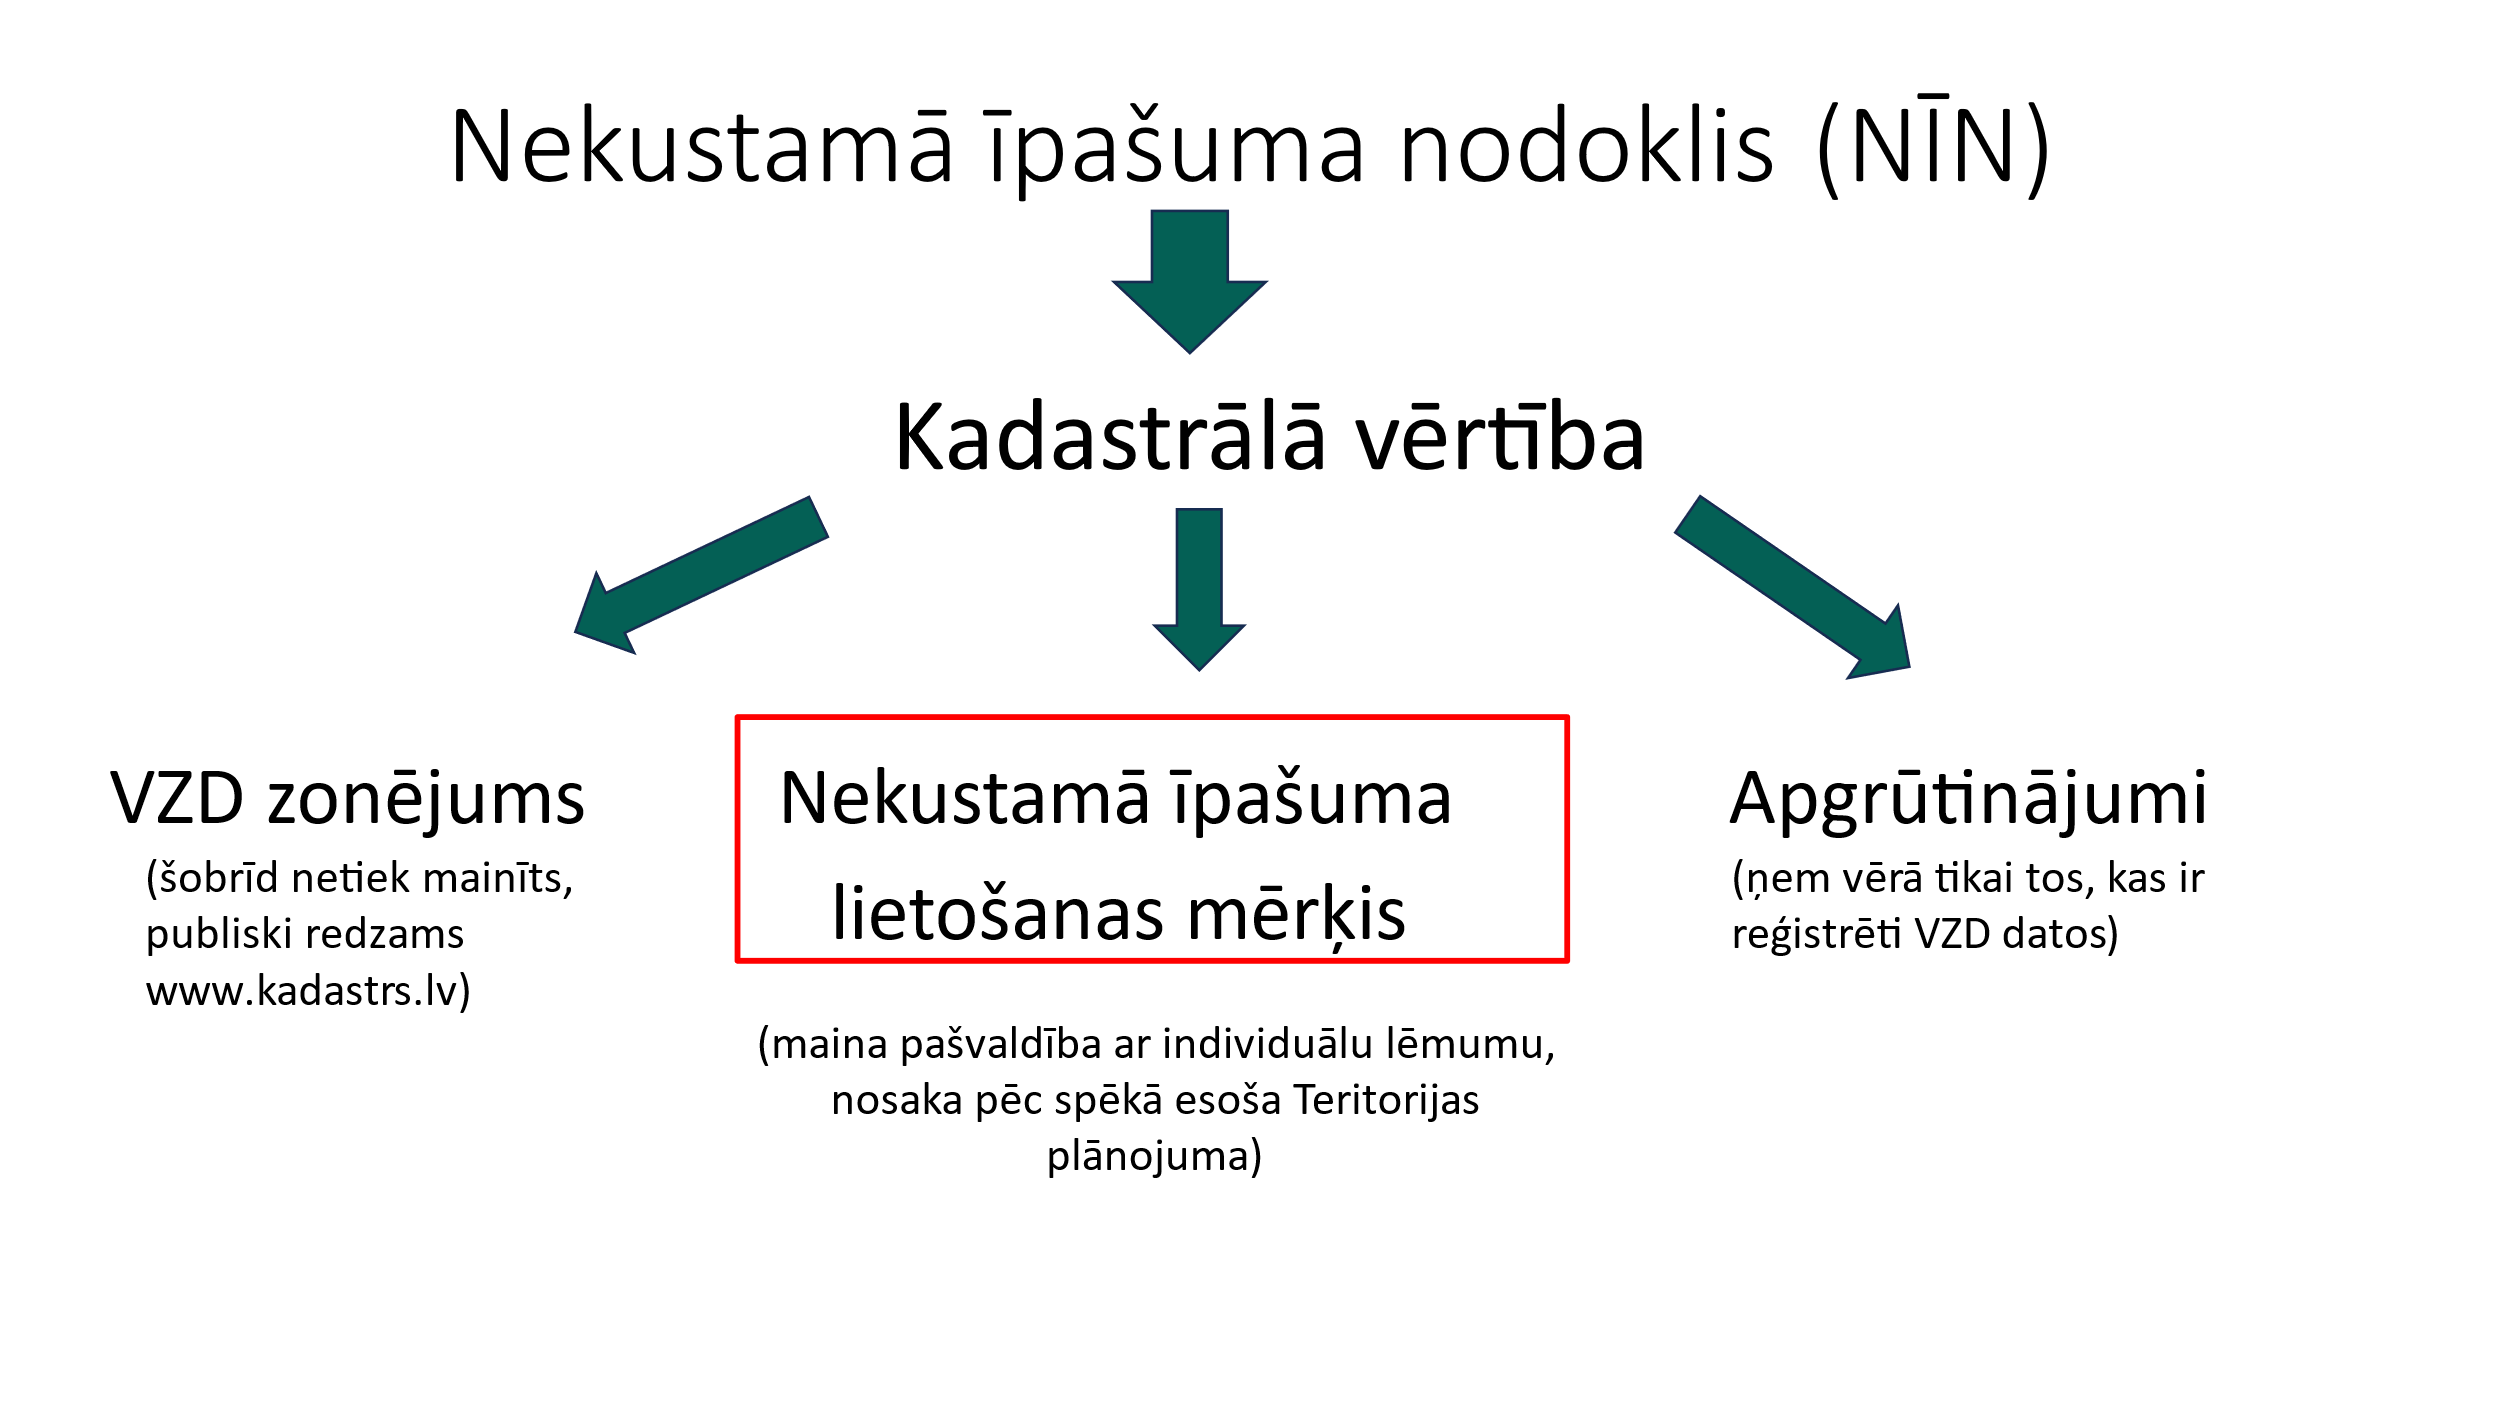 Nekustamā īpašuma nodoklis (NĪN)
Kadastrālā vērtība
VZD zonējums
(šobrīd netiek mainīts,
publiski redzams
www.kadastrs.lv)
Nekustamā īpašuma
lietošanas mērķis
(maina pašvaldība ar individuālu lēmumu,
nosaka pēc spēkā esoša Teritorijas
plānojuma)
Apgrūtinājumi
(ņem vērā tikai tos, kas ir
reģistrēti VZD datos)